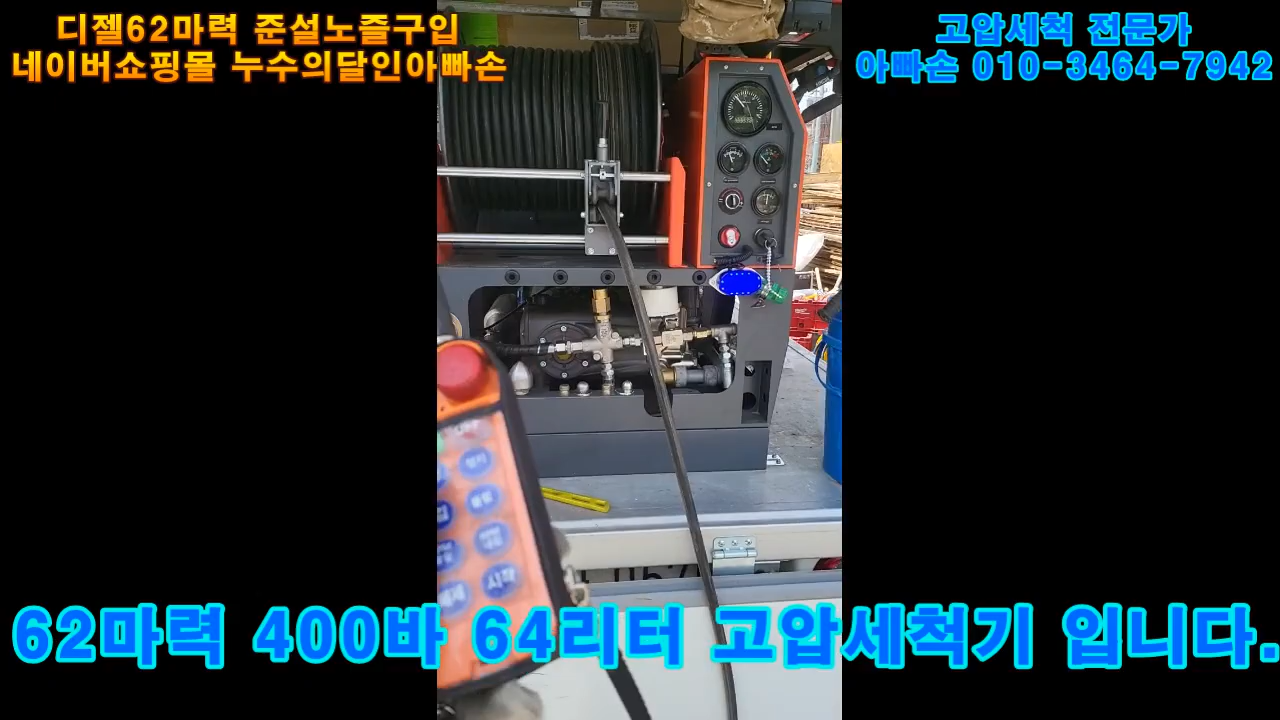 디젤62마력 준설노즐구입
네이버쇼핑몰 누수의달인아빠손
고압세척 전문가
아빠손 010-3464-7942
62마력 400바 64리터 고압세척기 입니다.